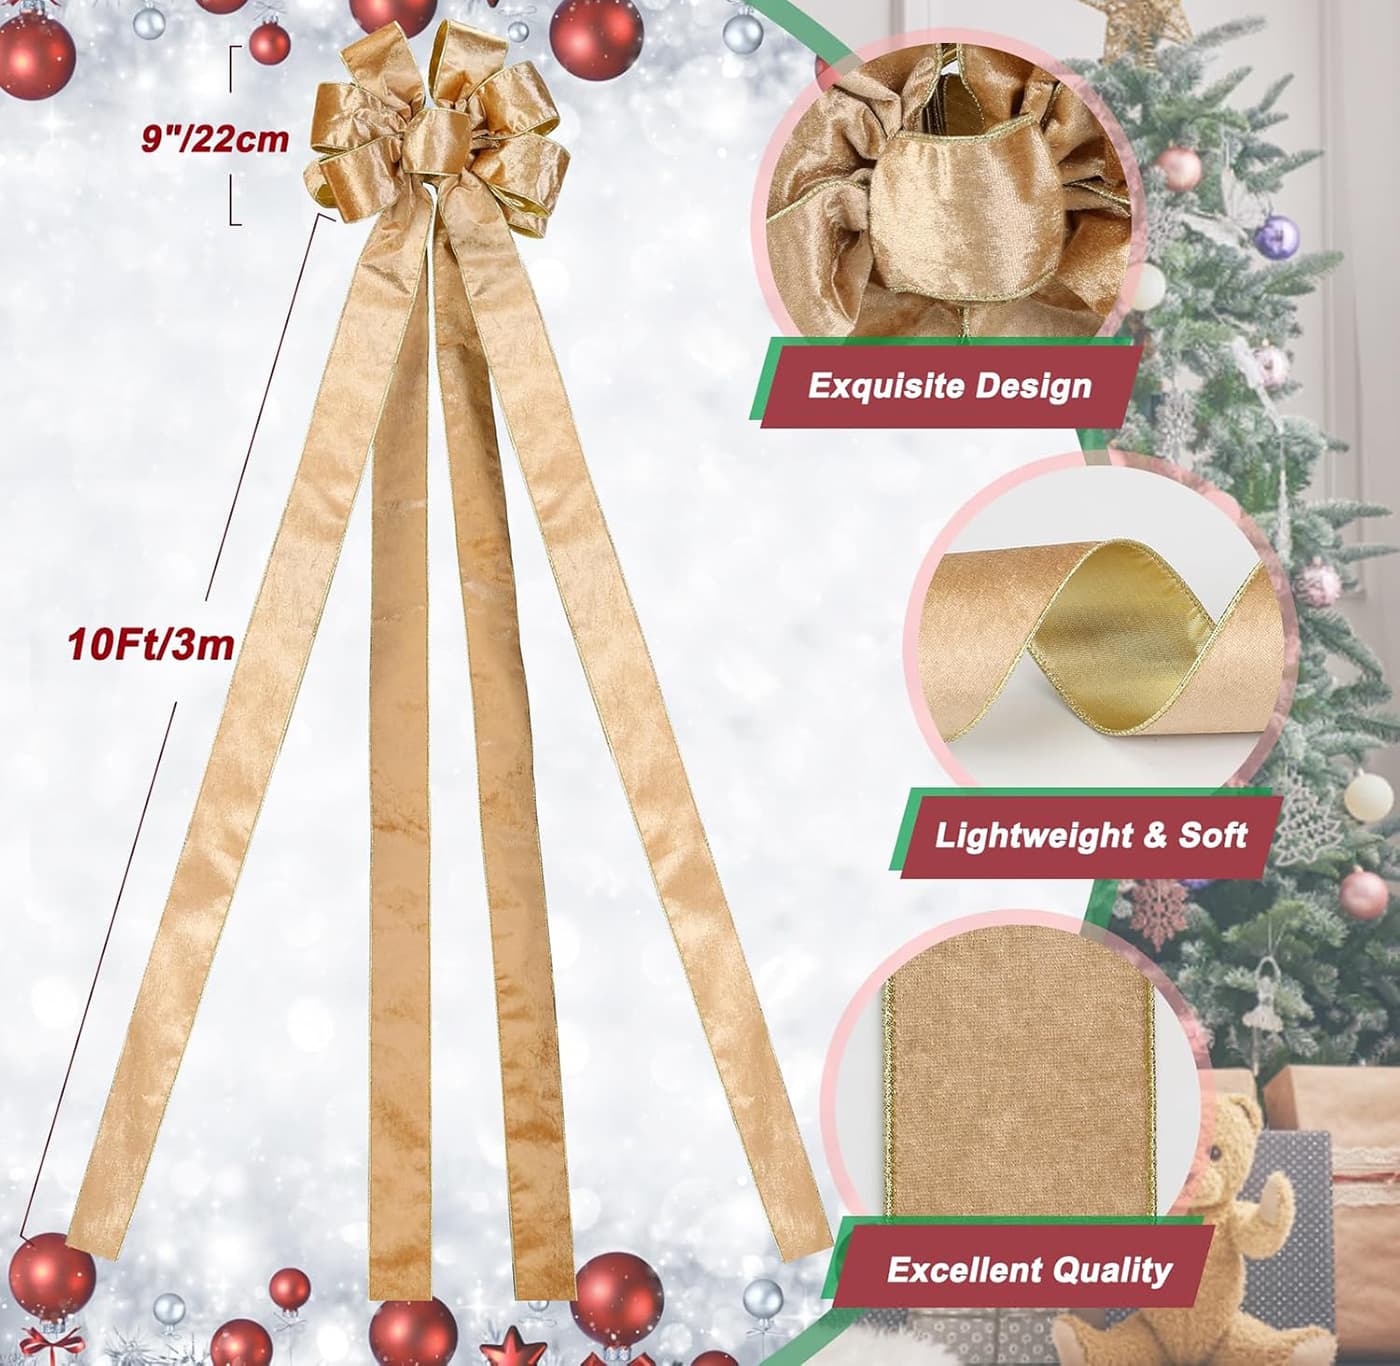 9"/22cm
10Ft/3m
Exquisite Design
Lightweight & Soft
Excellent Quality